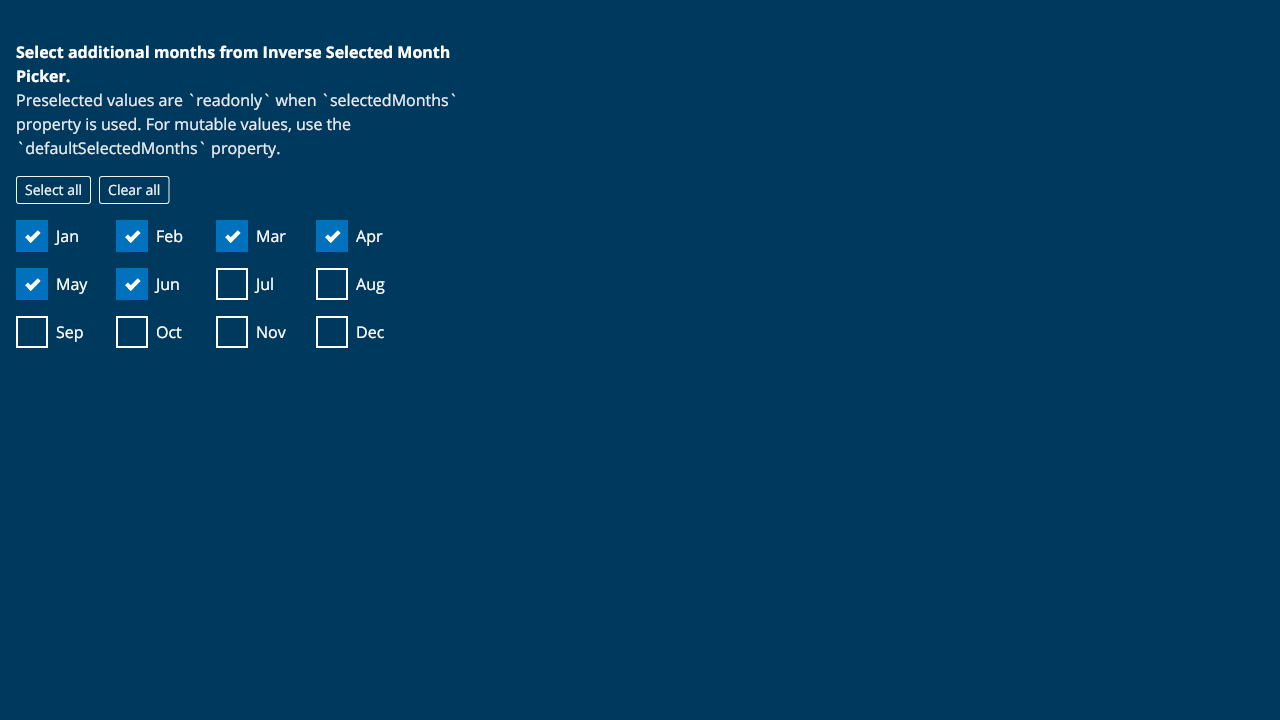 Select additional months from Inverse Selected Month
Picker.
Preselected values are `readonly` when `selectedMonths`
property is used. For mutable values, use the
`defaultSelectedMonths` property.
Select all Clear all
Jan Feb Mar Apr
May Jun Jul Aug
Sep Oct Nov Dec